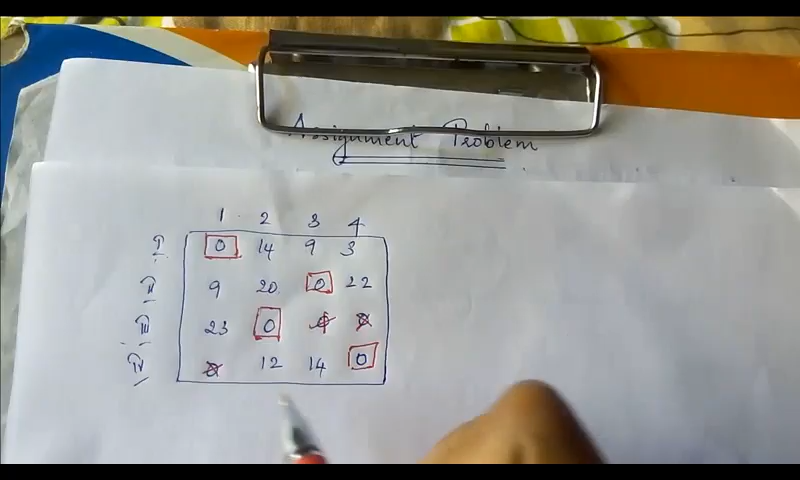 Assignment Problem
1 2 3 4
I 0 14 9 3
II 9 20 0 22
III 23 0 0 0
IV 0 12 14 0